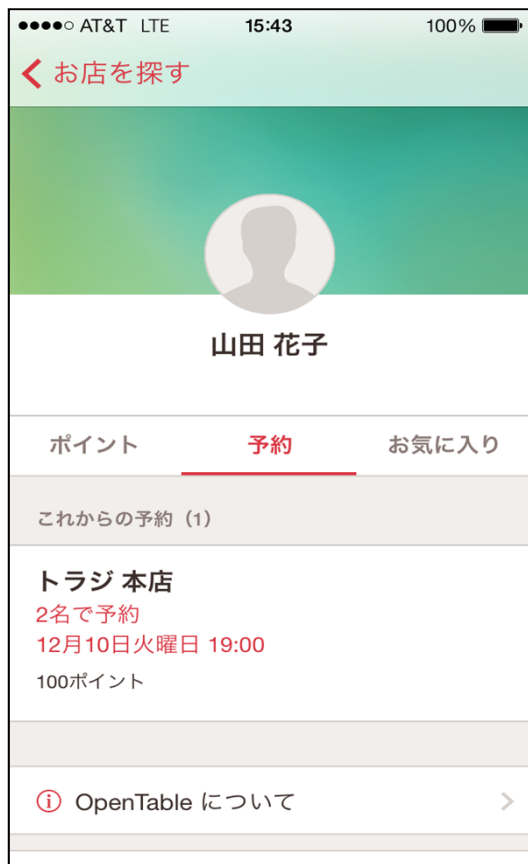 AT&T LTE 15:43 100%
お店を探す
山田 花子
ポイント 予約 お気に入り
これからの予約（1）
トラジ 本店
2名で予約
12月10日火曜日 19:00
100ポイント
OpenTable について